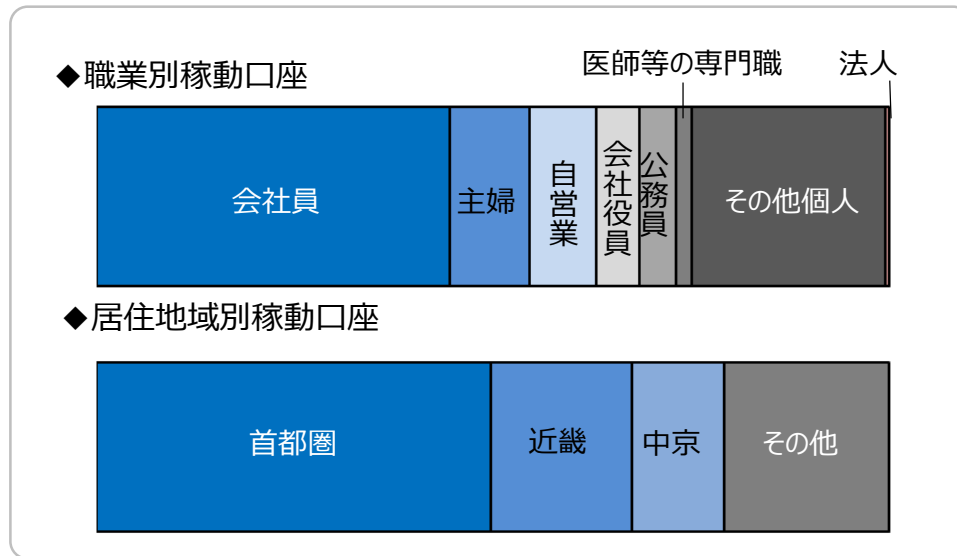 ◆職業別稼動口座
医師等の専門職
法人
会社員
主婦
自営業
会社役員
公務員
その他個人
◆居住地域別稼動口座
首都圏
近畿
中京
その他